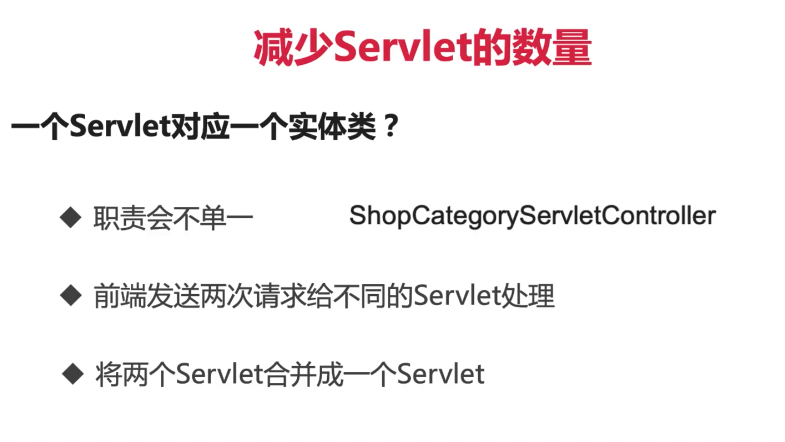 减少Servlet的数量
一个Servlet对应一个实体类？
◆ 职责会不单一 ShopCategoryServletController
◆ 前端发送两次请求给不同的Servlet处理
◆ 将两个Servlet合并成一个Servlet